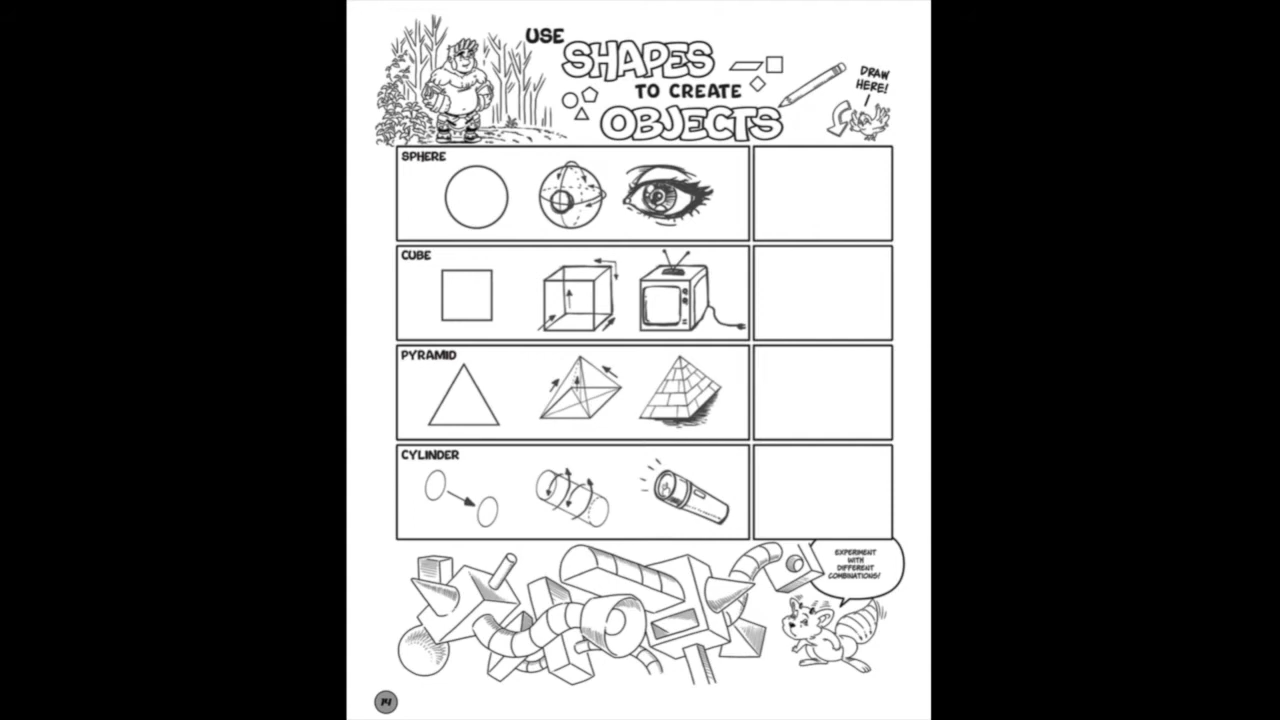 USE
SHAPES
TO CREATE
OBJECTS
DRAW
HERE!
SPHERE
CUBE
PYRAMID
CYLINDER
EXPERIMENT
WITH
DIFFERENT
COMBINATIONS!
14